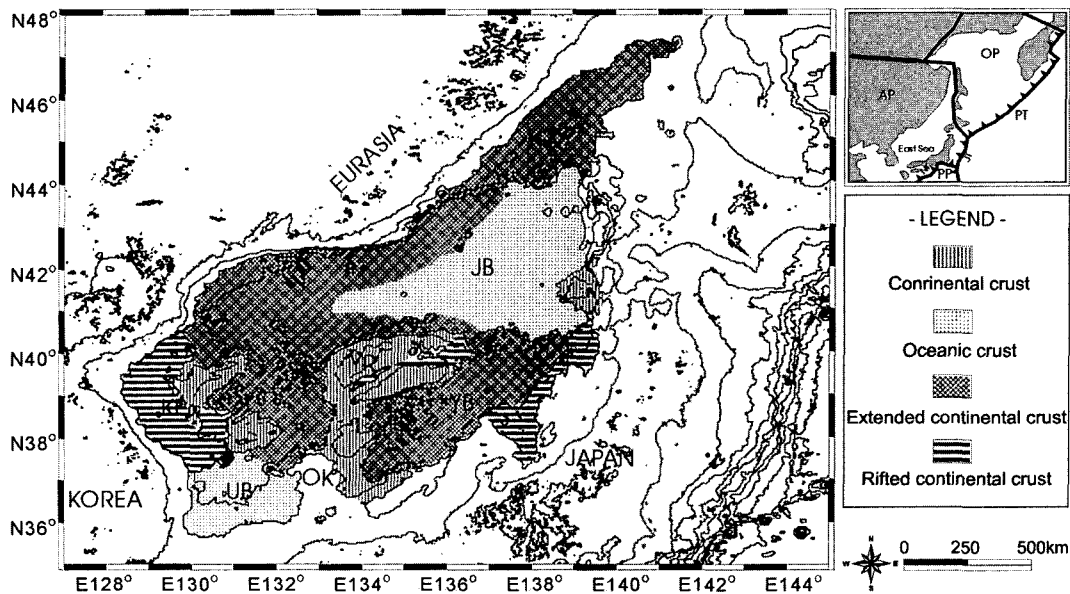 N48°
N46°
N44°
N42°
N40°
N38°
N36°
E128°
E130°
E132°
E134°
E136°
E138°
E140°
E142°
E144°
EURASIA
JB
YB
UB
OK
KOREA
JAPAN
OP
AP
PT
East Sea
PP
- LEGEND -
Conrinental crust
Oceanic crust
Extended continental crust
Rifted continental crust
N
W
E
S
0 250 500km